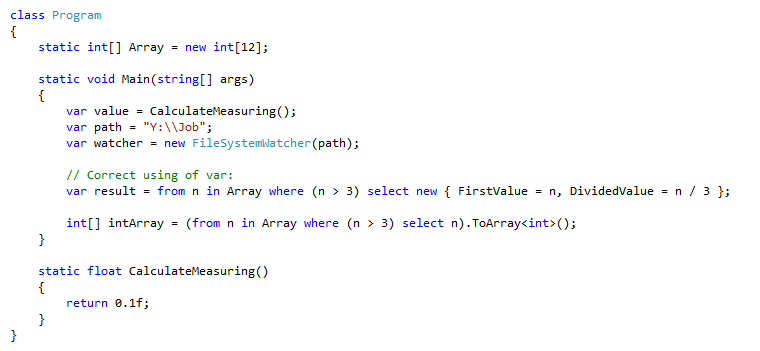 class Program
{
    static int[] Array = new int[12];

    static void Main(string[] args)
    {
        var value = CalculateMeasuring();
        var path = "Y:\\Job";
        var watcher = new FileSystemWatcher(path);

        // Correct using of var:
        var result = from n in Array where (n > 3) select new { FirstValue = n, DividedValue = n / 3 };

        int[] intArray = (from n in Array where (n > 3) select n).ToArray<int>();
    }

    static float CalculateMeasuring()
    {
        return 0.1f;
    }
}